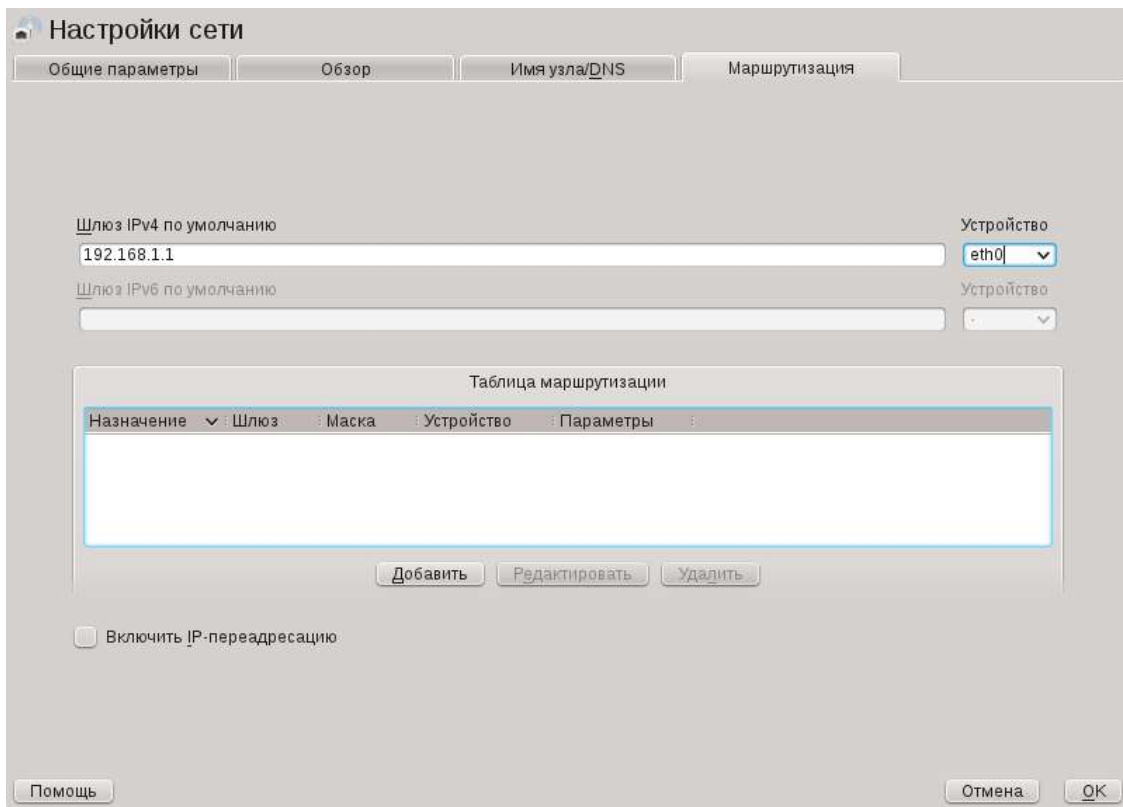 Настройки сети
Общие параметры Обзор Имя узла/DNS Маршрутизация
Шлюз IPv4 по умолчанию Устройство
192.168.1.1 eth0
Шлюз IPv6 по умолчанию Устройство
-
Таблица маршрутизации
Назначение Шлюз Маска Устройство Параметры
Добавить Редактировать Удалить
Включить IP-переадресацию
Помощь Отмена OK